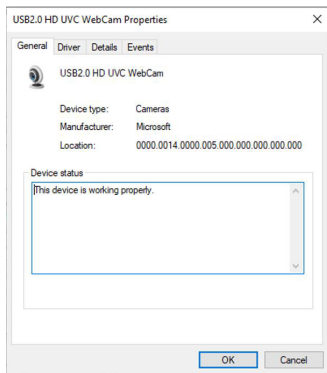 USB2.0 HD UVC WebCam Properties
General Driver Details Events
USB2.0 HD UVC WebCam
Device type: Cameras
Manufacturer: Microsoft
Location: 0000.0014.0000.005.000.000.000.000.000
Device status
This device is working properly.
OK Cancel